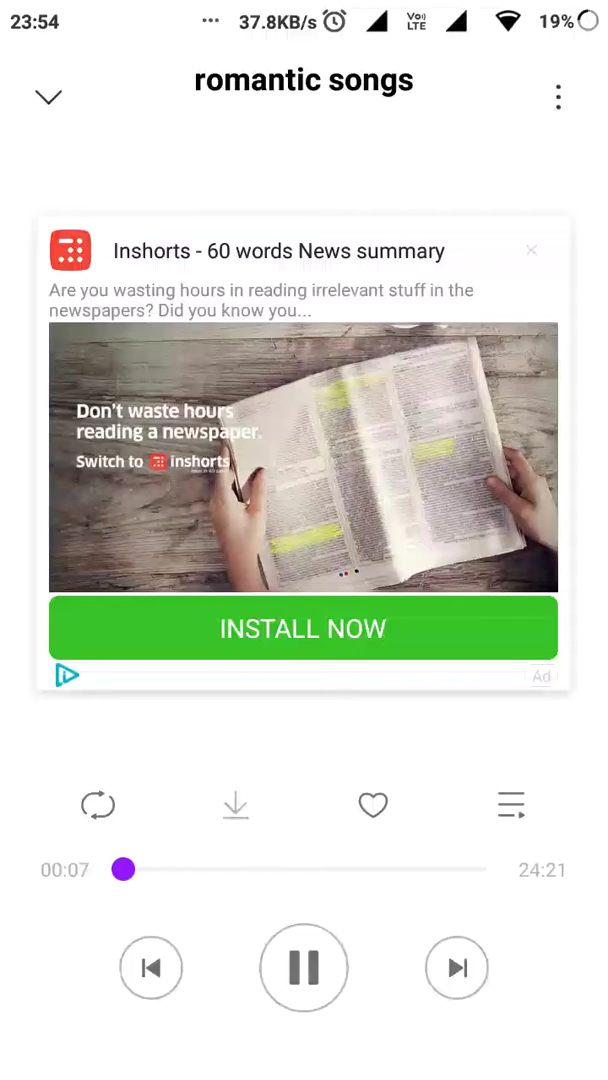 23:54 ... 37.8KB/s Vo) LTE 19%
romantic songs
Inshorts - 60 words News summary
Are you wasting hours in reading irrelevant stuff in the
newspapers? Did you know you...
Don't waste hours
reading a newspaper.
Switch to inshorts
INSTALL NOW
Ad
00:07 24:21